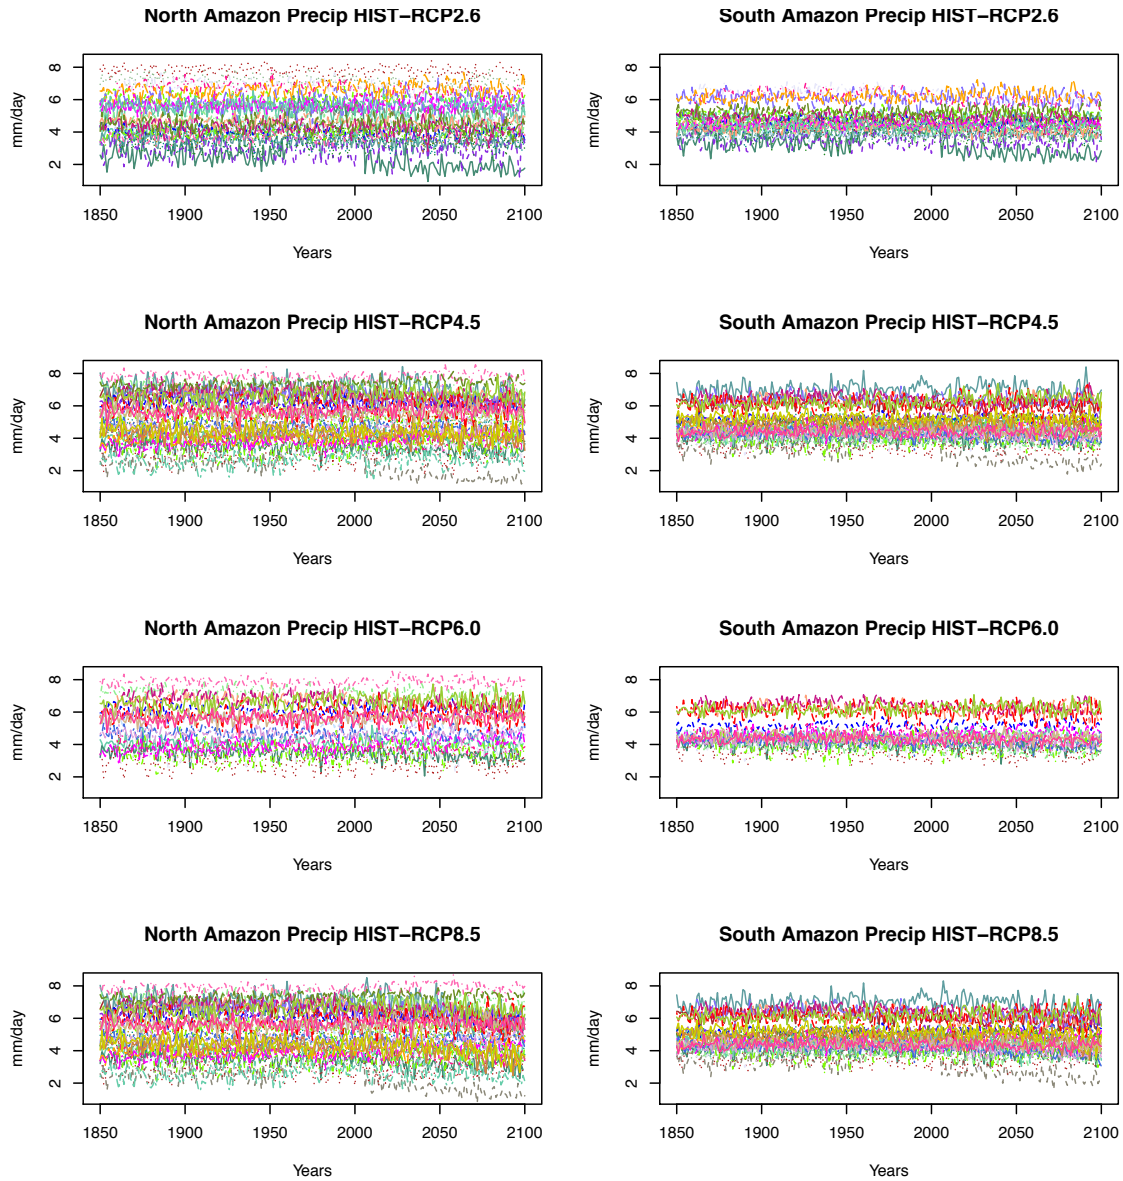 North Amazon Precip HIST−RCP2.6
South Amazon Precip HIST−RCP2.6
mm/day
2 4 6 8
1850 1900 1950 2000 2050 2100
Years
mm/day
2 4 6 8
1850 1900 1950 2000 2050 2100
Years
North Amazon Precip HIST−RCP4.5
South Amazon Precip HIST−RCP4.5
mm/day
2 4 6 8
1850 1900 1950 2000 2050 2100
Years
mm/day
2 4 6 8
1850 1900 1950 2000 2050 2100
Years
North Amazon Precip HIST−RCP6.0
South Amazon Precip HIST−RCP6.0
mm/day
2 4 6 8
1850 1900 1950 2000 2050 2100
Years
mm/day
2 4 6 8
1850 1900 1950 2000 2050 2100
Years
North Amazon Precip HIST−RCP8.5
South Amazon Precip HIST−RCP8.5
mm/day
2 4 6 8
1850 1900 1950 2000 2050 2100
Years
mm/day
2 4 6 8
1850 1900 1950 2000 2050 2100
Years